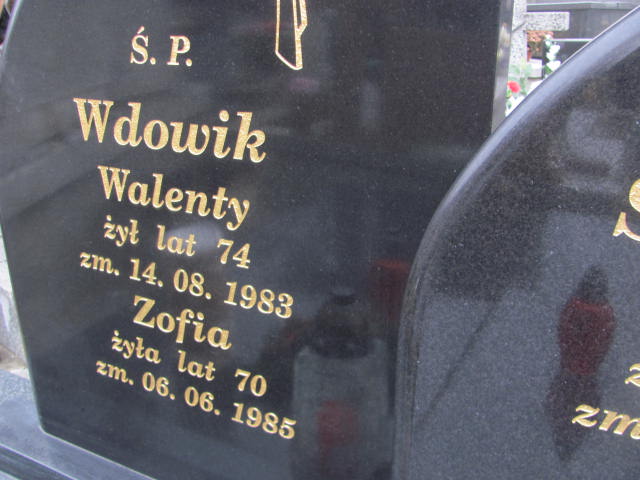 Ś. P.
Wdowik
Walenty
żył lat 74
zm. 14. 08. 1983
Zofia
żyła lat 70
zm. 06. 06. 1985